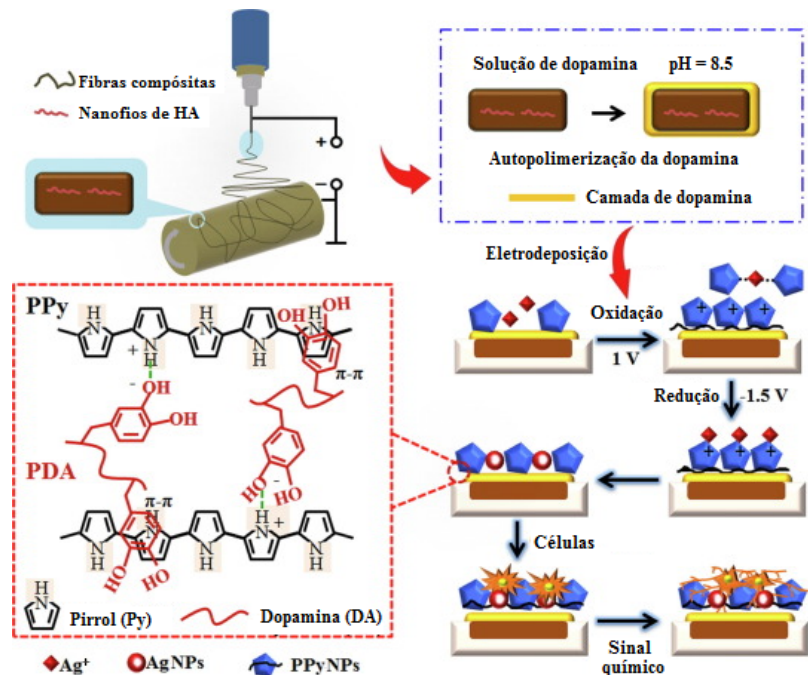 Fibras compósitas
Nanofios de HA
+
−
Solução de dopamina pH = 8.5
Autopolimerização da dopamina
Camada de dopamina
Eletrodeposição
Oxidação
1 V
+ + +
Redução -1.5 V
+ + +
Células
Sinal
químico
PPy
H
N
N
H
H
N
N
H
H
N
OH
OH
+
π-π
-
OH
OH
PDA
π-π
HO
HO
-
H
N
+
N
H
H
N
N
H
H
N
N
H
HO
HO
H
N
Pirrol (Py)
Dopamina (DA)
Ag⁺
AgNPs
PPyNPs